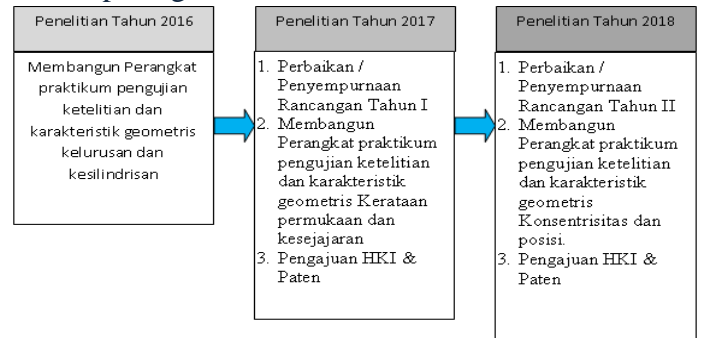 Penelitian Tahun 2016
Membangun Perangkat
praktikum pengujian
ketelitian dan
karakteristik geometris
kelurusan dan
kesilindrisan
Penelitian Tahun 2017
1. Perbaikan /
Penyempurnaan
Rancangan Tahun I
2. Membangun
Perangkat praktikum
pengujian ketelitian
dan karakteristik
geometris Kerataan
permukaan dan
kesejajaran
3. Pengajuan HKI &
Paten
Penelitian Tahun 2018
1. Perbaikan /
Penyempurnaan
Rancangan Tahun II
2. Membangun
Perangkat praktikum
pengujian ketelitian
dan karakteristik
geometris
Konsentrisitas dan
posisi.
3. Pengajuan HKI &
Paten